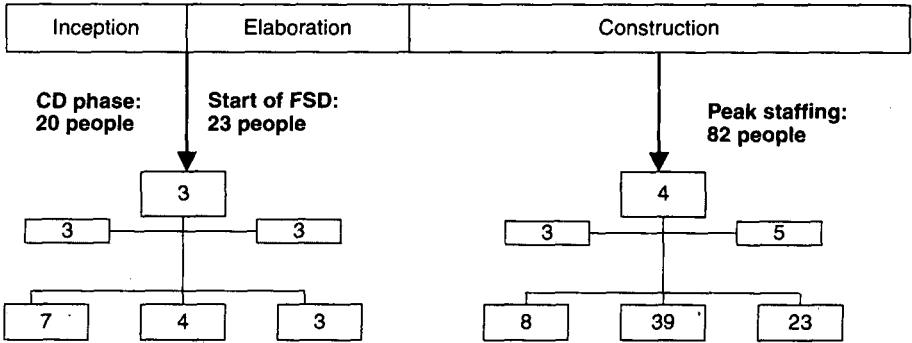 Inception Elaboration Construction
CD phase:
20 people
Start of FSD:
23 people
Peak staffing:
82 people
3
3 3
7 4 3
4
3 5
8 39 23